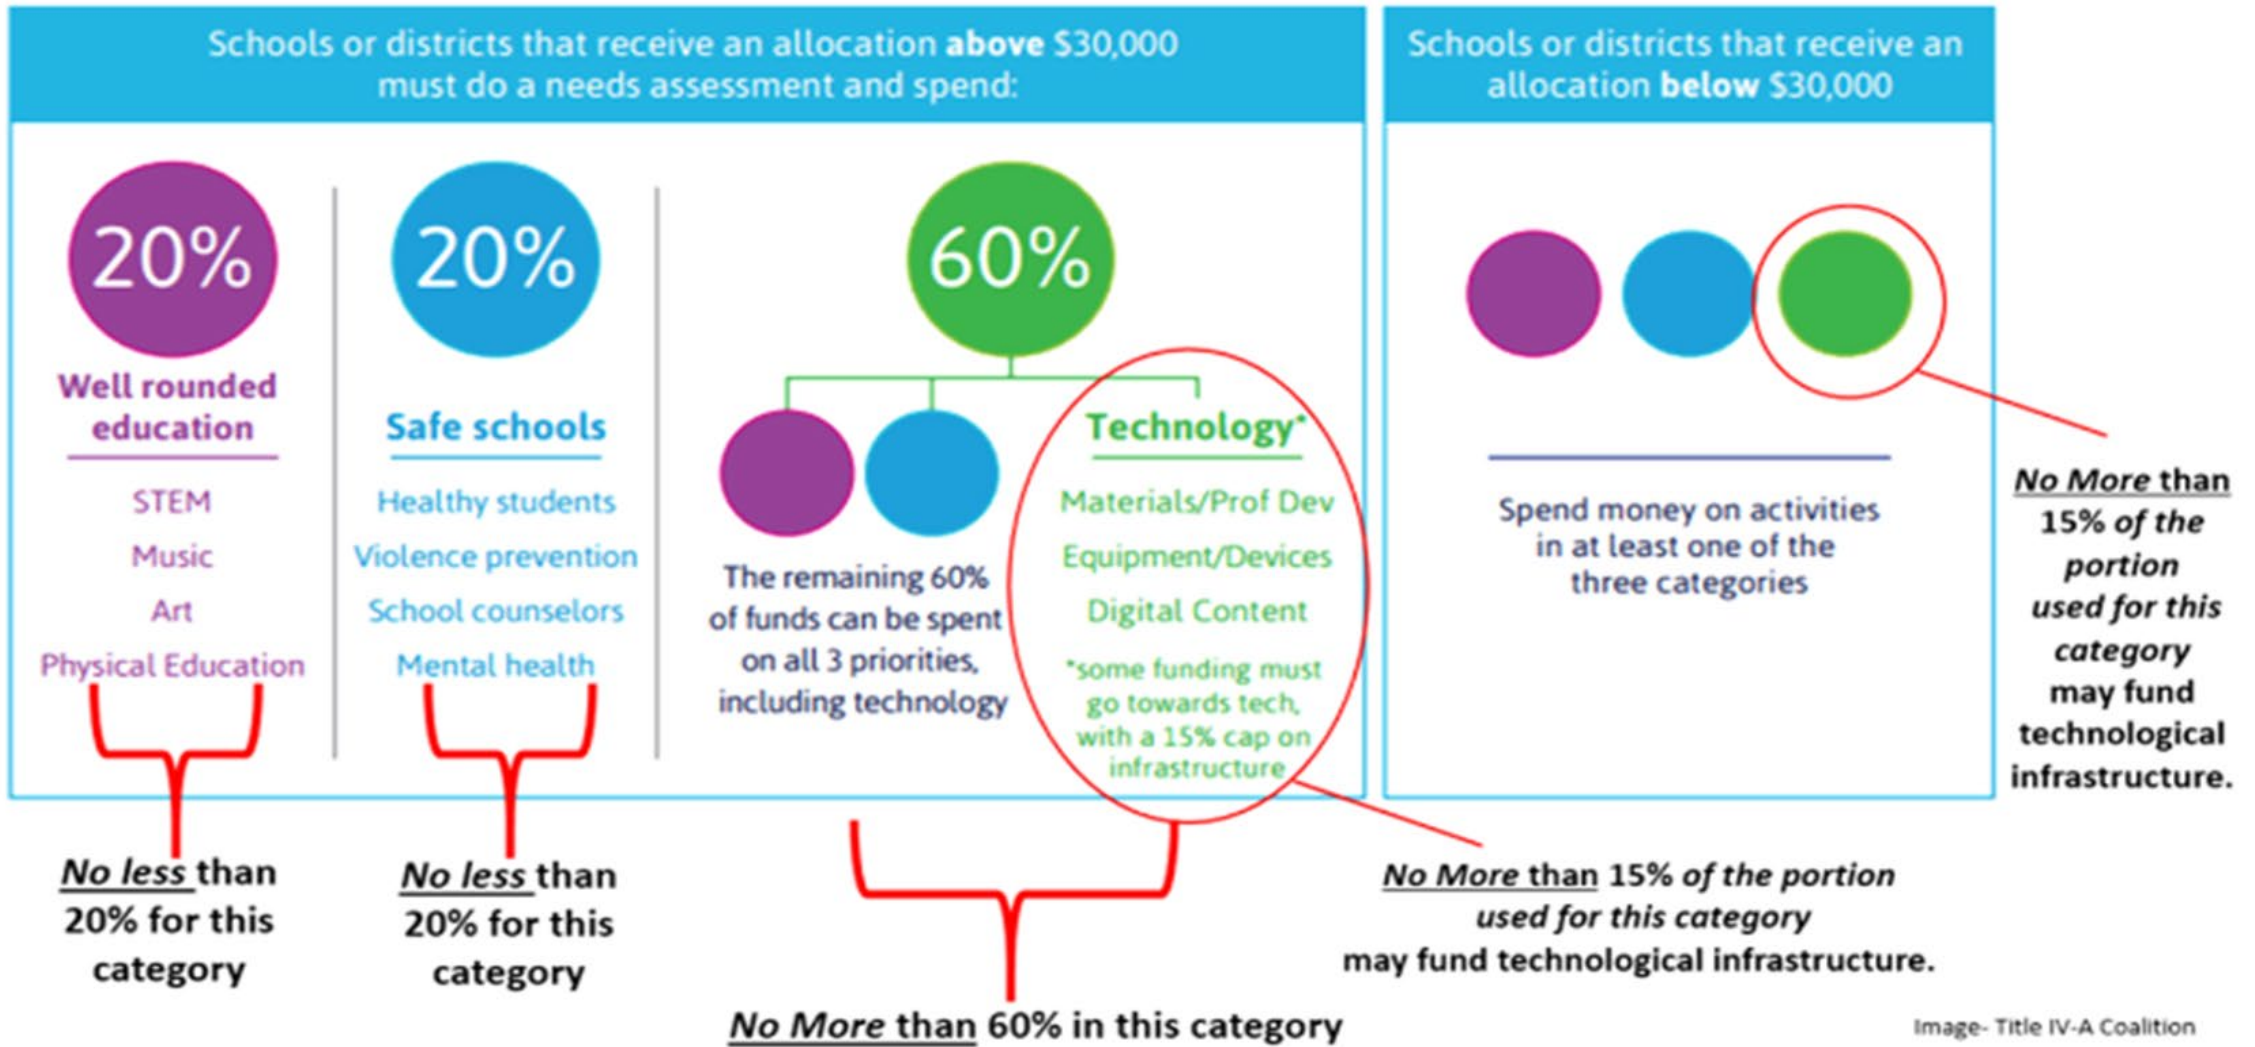 Schools or districts that receive an allocation above $30,000
must do a needs assessment and spend:
20%
Well rounded
education
STEM
Music
Art
Physical Education
No less than
20% for this
category
20%
Safe schools
Healthy students
Violence prevention
School counselors
Mental health
No less than
20% for this
category
60%
The remaining 60%
of funds can be spent
on all 3 priorities,
including technology
Technology*
Materials/Prof Dev
Equipment/Devices
Digital Content
*some funding must
go towards tech,
with a 15% cap on
infrastructure
No More than 60% in this category
No More than 15% of the portion
used for this category
may fund technological infrastructure.
Schools or districts that receive an
allocation below $30,000
Spend money on activities
in at least one of the
three categories
No More than
15% of the
portion
used for this
category
may fund
technological
infrastructure.
Image- Title IV-A Coalition